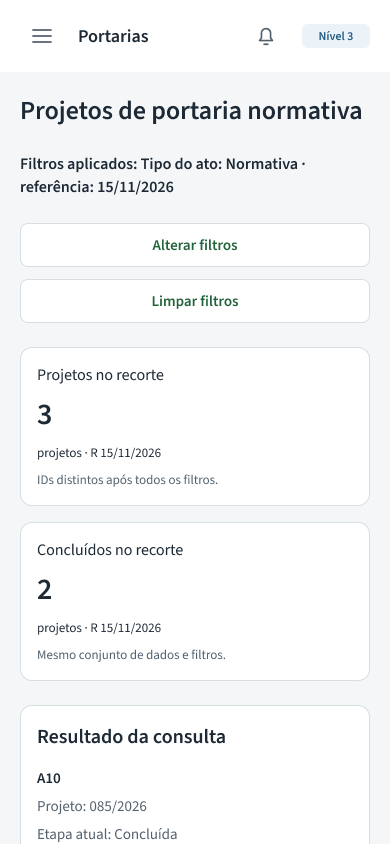 Portarias
Nível 3
Projetos de portaria normativa
Filtros aplicados: Tipo do ato: Normativa ·
referência: 15/11/2026
Alterar filtros
Limpar filtros
Projetos no recorte
3
projetos · R 15/11/2026
IDs distintos após todos os filtros.
Concluídos no recorte
2
projetos · R 15/11/2026
Mesmo conjunto de dados e filtros.
Resultado da consulta
A10
Projeto: 085/2026
Etapa atual: Concluída